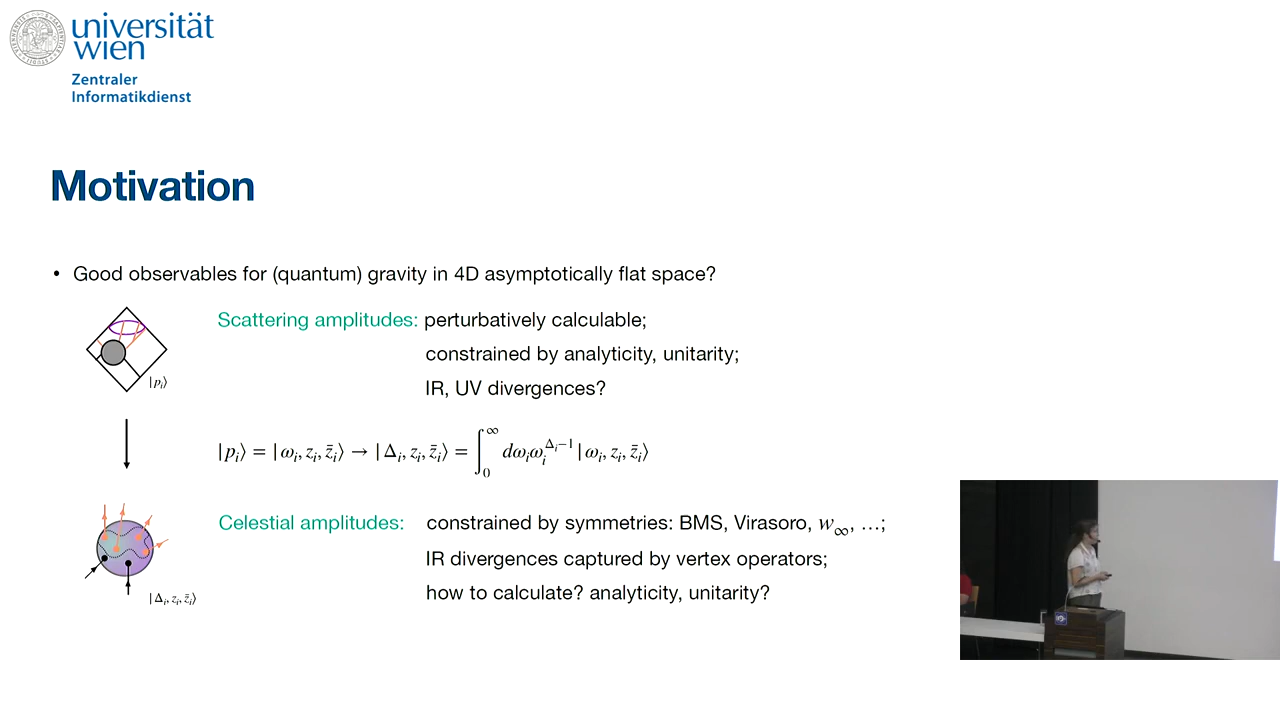 universität
wien
Zentraler
Informatikdienst
Motivation
• Good observables for (quantum) gravity in 4D asymptotically flat space?
Scattering amplitudes: perturbatively calculable;
constrained by analyticity, unitarity;
|p_i⟩
IR, UV divergences?
|p_i⟩ = |ω_i, z_i, z̄_i⟩ → |Δ_i, z_i, z̄_i⟩ = ∫_0^∞ dω_i ω_i^{Δ_i−1} |ω_i, z_i, z̄_i⟩
Celestial amplitudes: constrained by symmetries: BMS, Virasoro, w_∞, …;
IR divergences captured by vertex operators;
how to calculate? analyticity, unitarity?
|Δ_i, z_i, z̄_i⟩